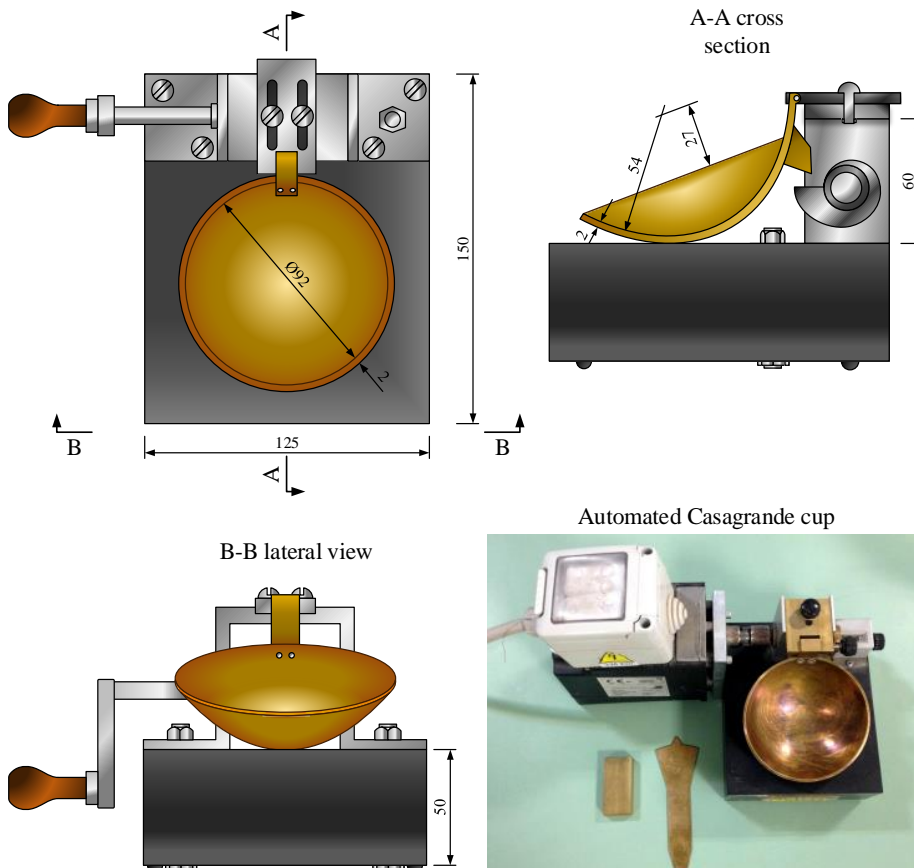 A
A-A cross
section
54
27
2
60
Ø92
2
150
B
125
B
A
Automated Casagrande cup
B-B lateral view
50